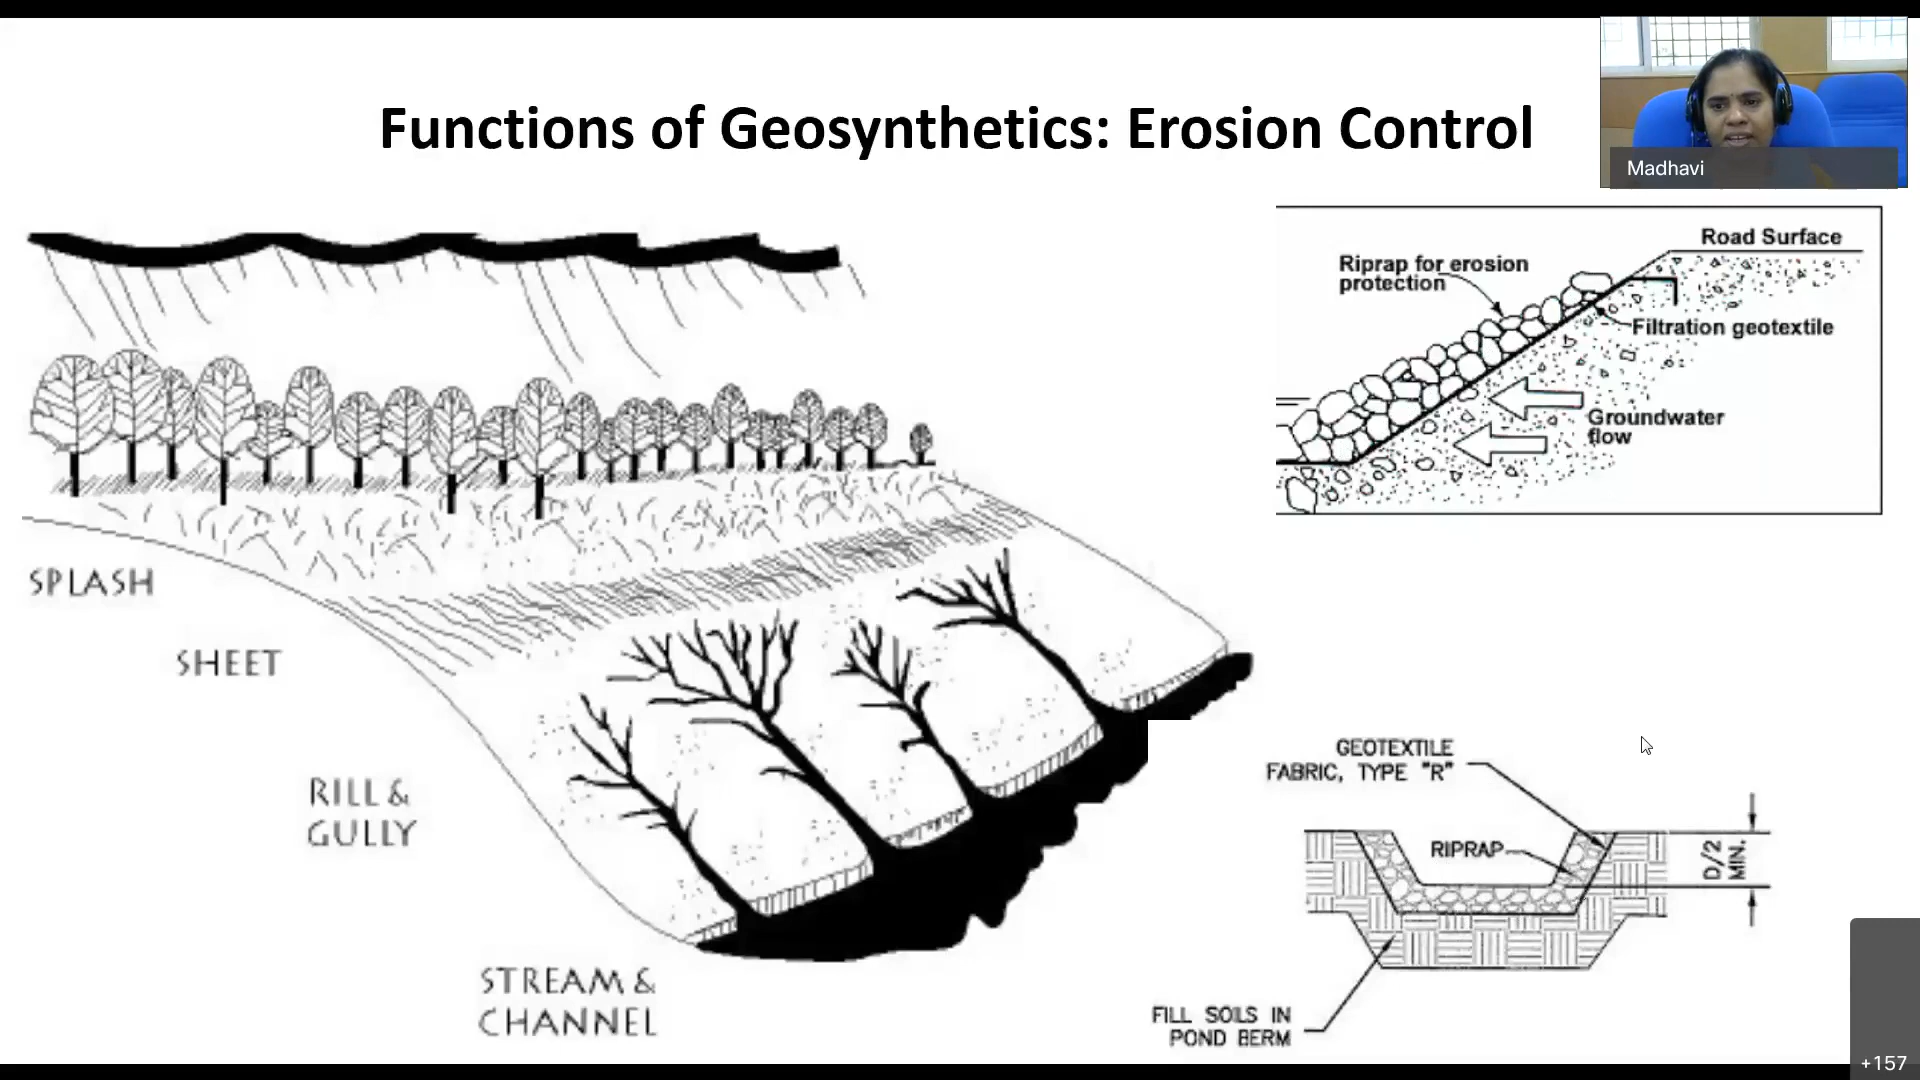 Functions of Geosynthetics: Erosion Control
Madhavi
Road Surface
Riprap for erosion
protection
Filtration geotextile
Groundwater
flow
SPLASH
SHEET
RILL &
GULLY
STREAM &
CHANNEL
GEOTEXTILE
FABRIC, TYPE "R"
RIPRAP
D/2
MIN.
FILL SOILS IN
POND BERM
+157